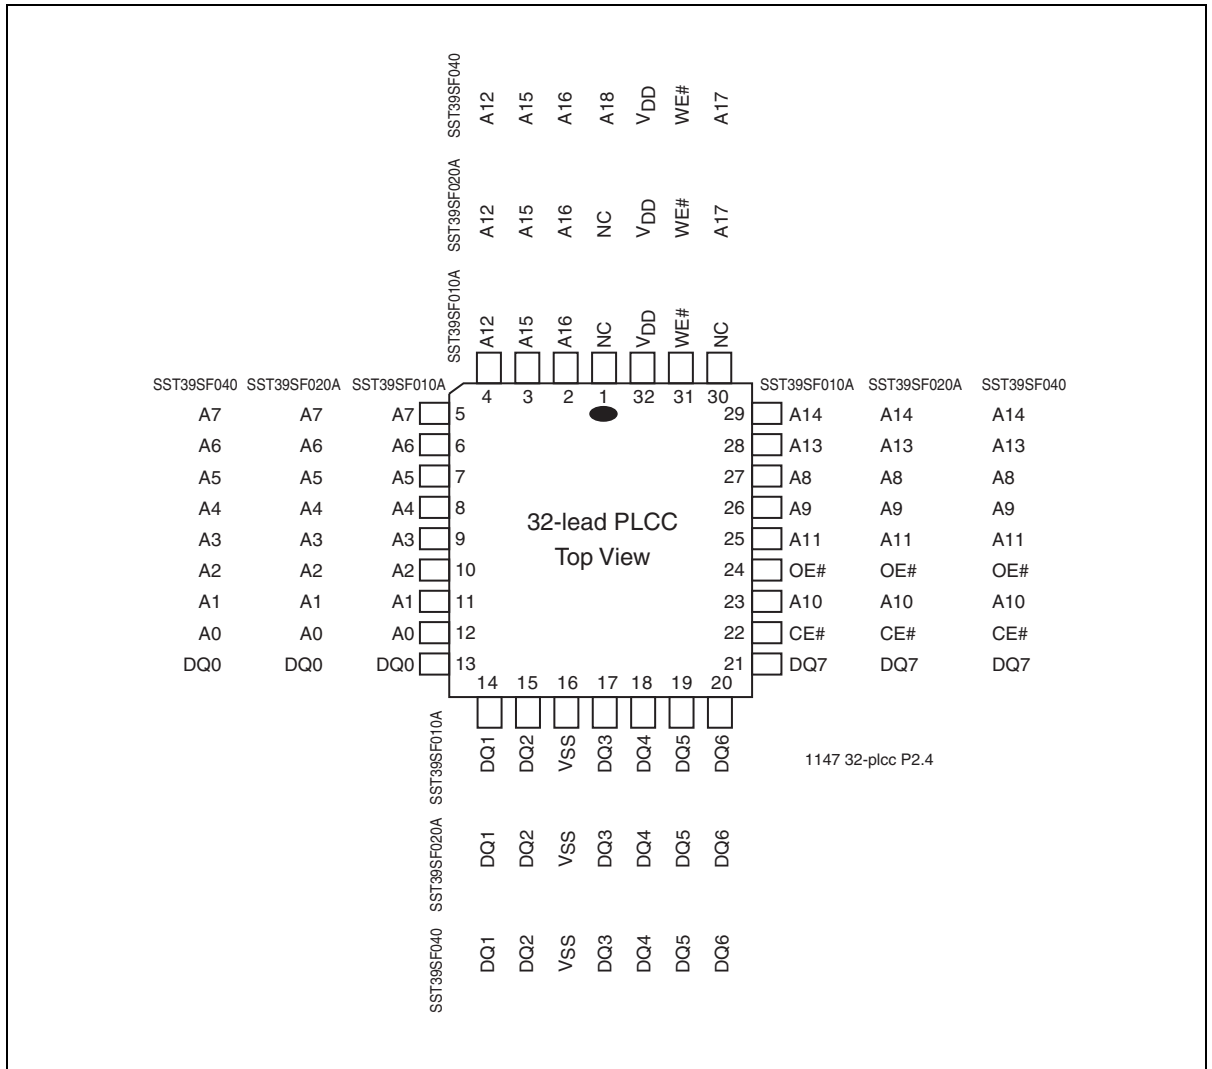 SST39SF040 A12 A15 A16 A18 VDD WE# A17
SST39SF020A A12 A15 A16 NC VDD WE# A17
SST39SF010A A12 A15 A16 NC VDD WE# NC
4 3 2 1 32 31 30
SST39SF040 SST39SF020A SST39SF010A SST39SF010A SST39SF020A SST39SF040
A7 A7 A7 5 29 A14 A14 A14
A6 A6 A6 6 28 A13 A13 A13
A5 A5 A5 7 27 A8 A8 A8
A4 A4 A4 8 26 A9 A9 A9
32-lead PLCC
A3 A3 A3 9 25 A11 A11 A11
Top View
A2 A2 A2 10 24 OE# OE# OE#
A1 A1 A1 11 23 A10 A10 A10
A0 A0 A0 12 22 CE# CE# CE#
DQ0 DQ0 DQ0 13 21 DQ7 DQ7 DQ7
14 15 16 17 18 19 20
SST39SF010A DQ1 DQ2 VSS DQ3 DQ4 DQ5 DQ6
1147 32-plcc P2.4
SST39SF020A DQ1 DQ2 VSS DQ3 DQ4 DQ5 DQ6
SST39SF040 DQ1 DQ2 VSS DQ3 DQ4 DQ5 DQ6